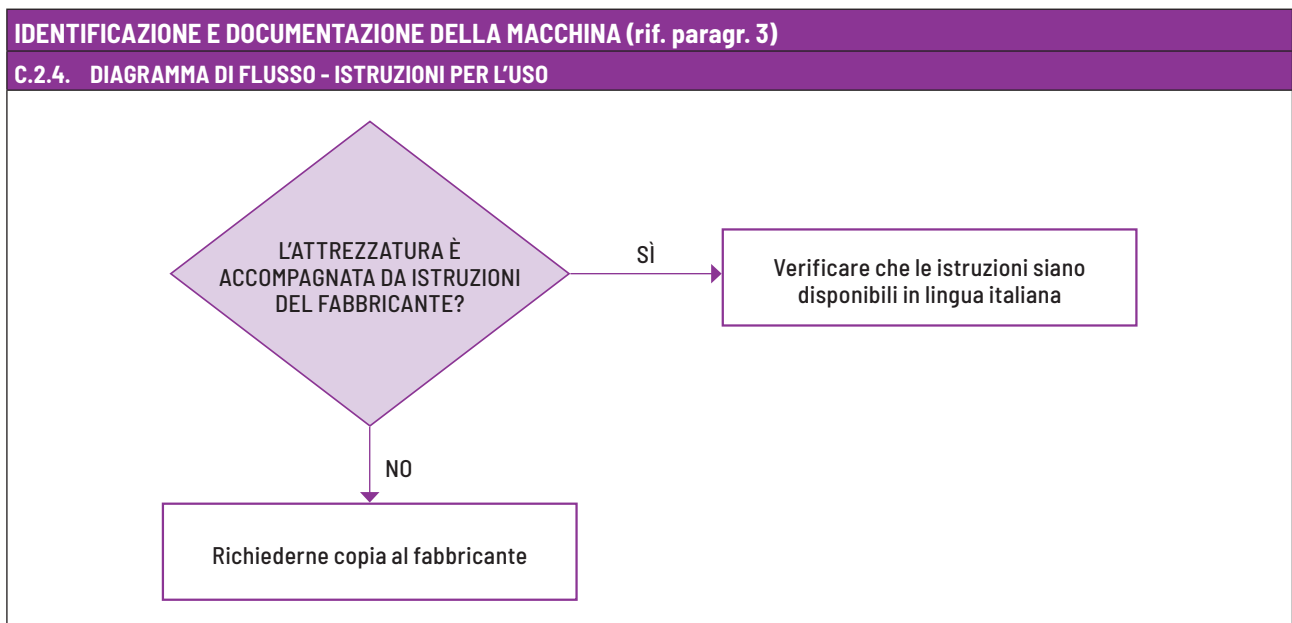 IDENTIFICAZIONE E DOCUMENTAZIONE DELLA MACCHINA (rif. paragr. 3)
C.2.4. DIAGRAMMA DI FLUSSO - ISTRUZIONI PER L'USO
L'ATTREZZATURA È
ACCOMPAGNATA DA ISTRUZIONI
DEL FABBRICANTE?
SÌ
Verificare che le istruzioni siano
disponibili in lingua italiana
NO
Richiederne copia al fabbricante